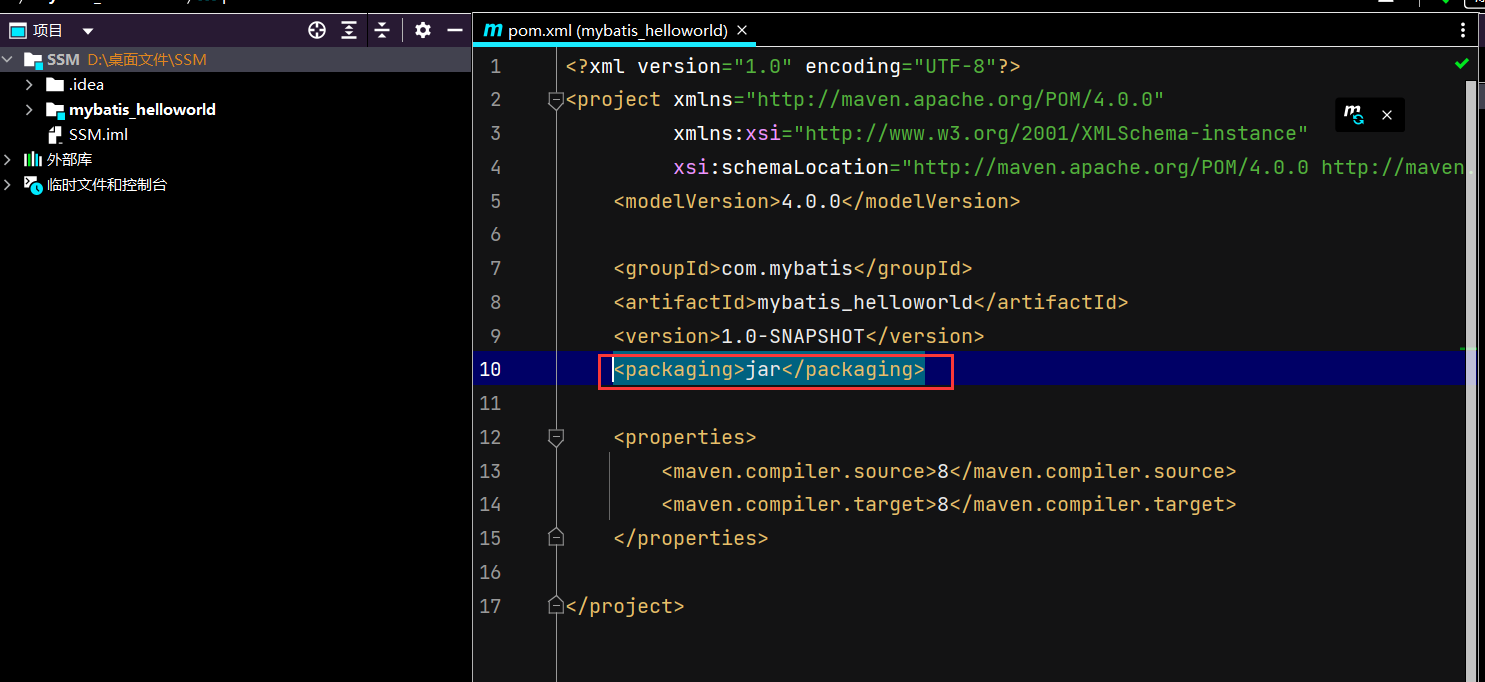 项目
SSM D:\桌面文件\SSM
.idea
mybatis_helloworld
SSM.iml
外部库
临时文件和控制台
pom.xml (mybatis_helloworld)
1 <?xml version="1.0" encoding="UTF-8"?>
2 <project xmlns="http://maven.apache.org/POM/4.0.0"
3 xmlns:xsi="http://www.w3.org/2001/XMLSchema-instance"
4 xsi:schemaLocation="http://maven.apache.org/POM/4.0.0 http://maven.
5 <modelVersion>4.0.0</modelVersion>
6
7 <groupId>com.mybatis</groupId>
8 <artifactId>mybatis_helloworld</artifactId>
9 <version>1.0-SNAPSHOT</version>
10 <packaging>jar</packaging>
11
12 <properties>
13 <maven.compiler.source>8</maven.compiler.source>
14 <maven.compiler.target>8</maven.compiler.target>
15 </properties>
16
17 </project>